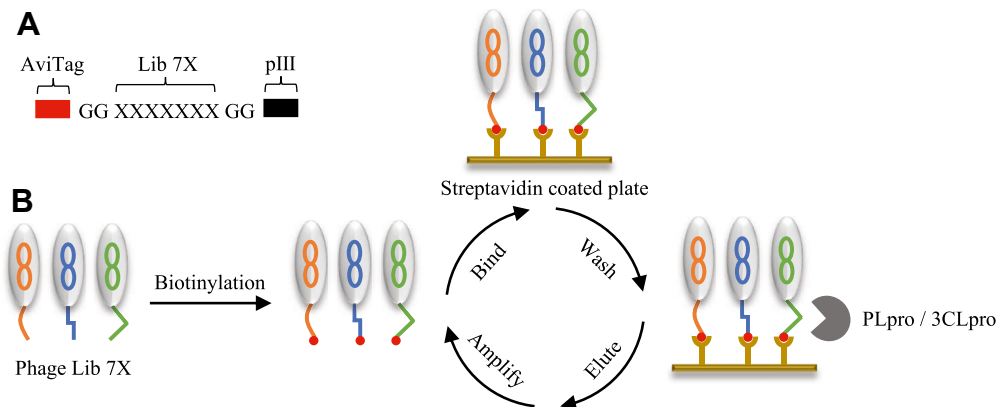 A
AviTag
Lib 7X
pIII
GG XXXXXXX GG
Streptavidin coated plate
B
Bind
Wash
Biotinylation
PLpro / 3CLpro
Amplify
Elute
Phage Lib 7X